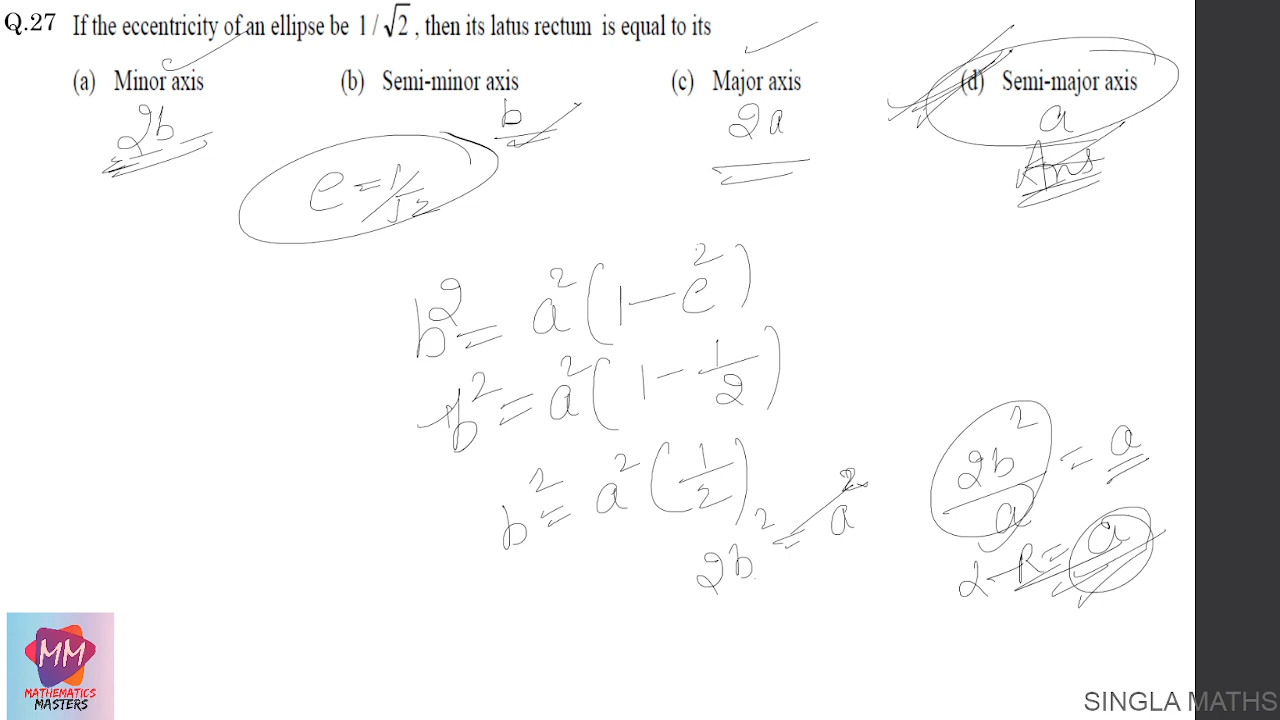 Q.27 If the eccentricity of an ellipse be 1/√2, then its latus rectum is equal to its
(a) Minor axis (b) Semi-minor axis (c) Major axis (d) Semi-major axis
2b b 2a a
Ans
e = 1/√2
b² = a² (1 − e²)
b² = a² (1 − 1/2)
b² = a² (1/2)
2b² = a²
2b²/a = a
L R = a
MM
MATHEMATICS
MASTERS
SINGLA MATHS